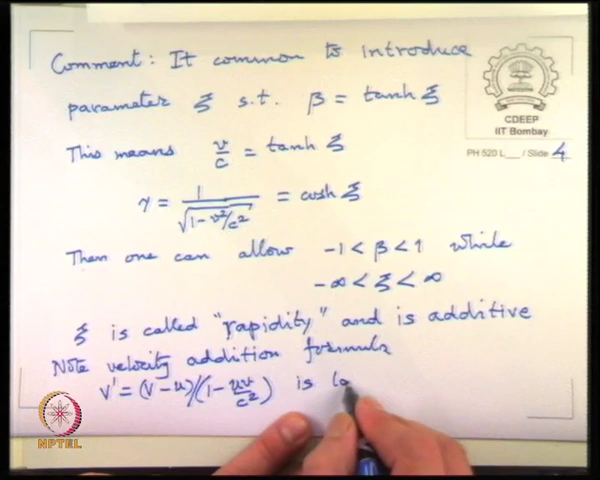 Comment: It common to introduce
parameter ξ s.t. β = tanh ξ
CDEEP
IIT Bombay
PH 520 L___ / Slide 4
This means v/c = tanh ξ
γ = 1/√(1 - v²/c²) = cosh ξ
Then one can allow -1 < β < 1 while
-∞ < ξ < ∞
ξ is called "rapidity" and is additive
Note velocity addition formula
v' = (v - u)/(1 - uv/c²) is
NPTEL